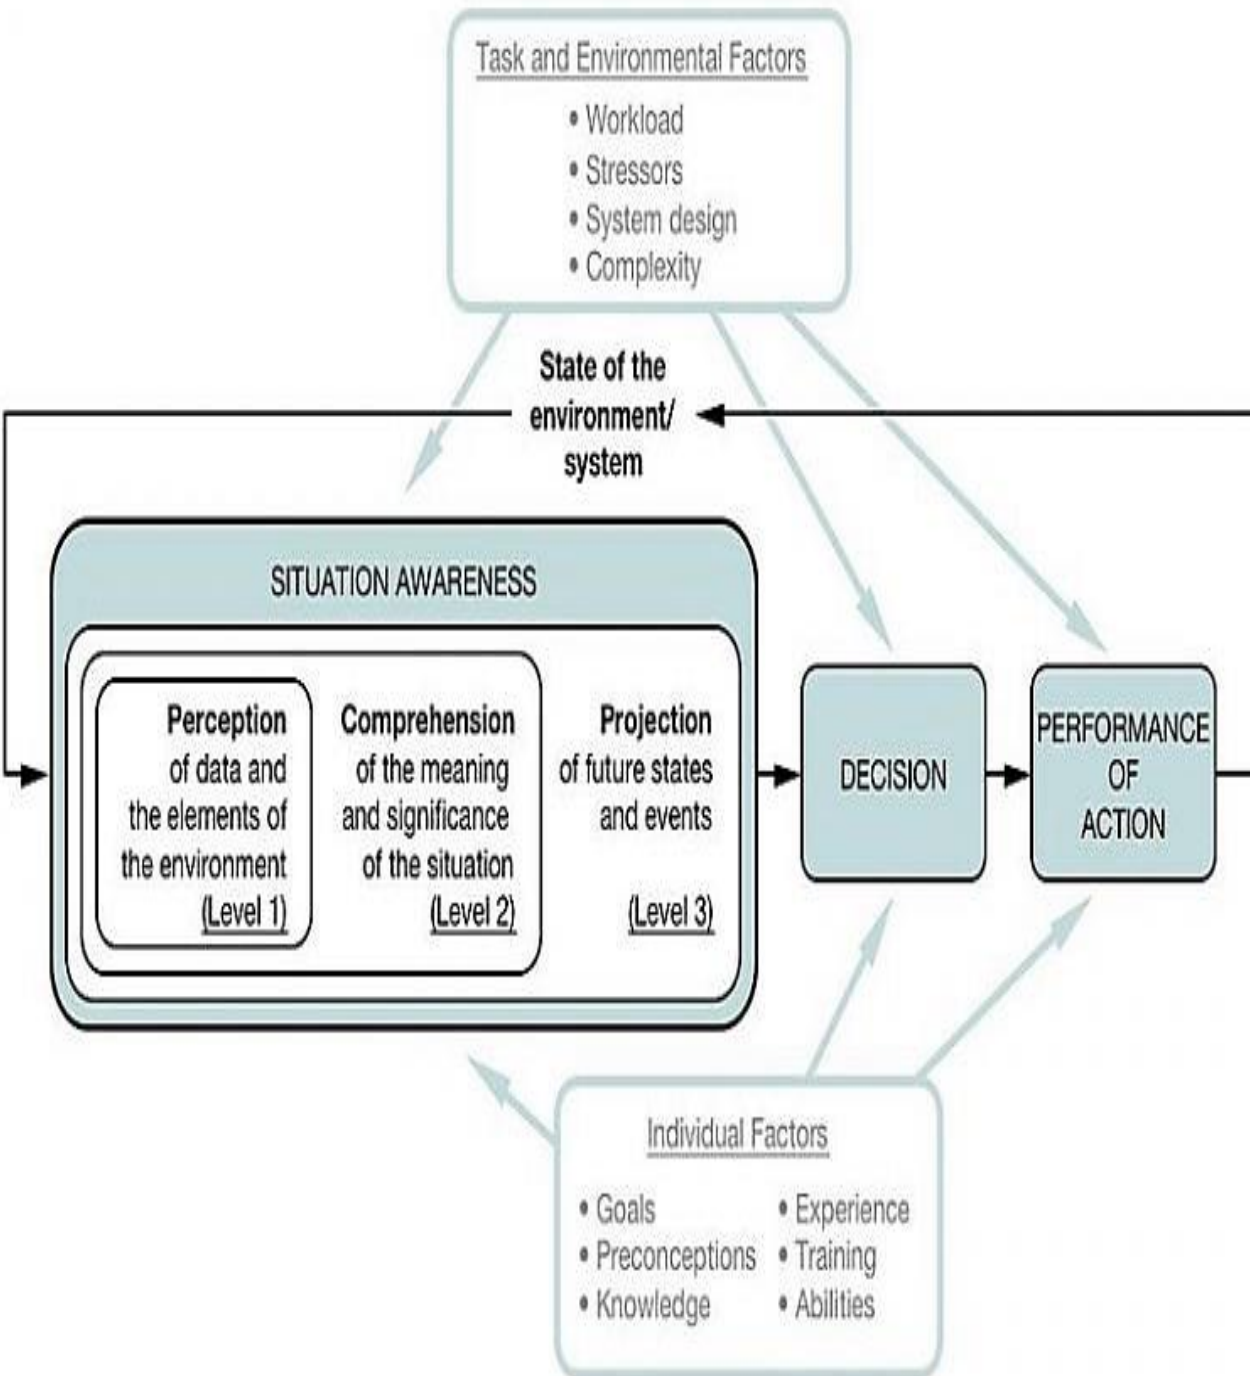 Task and Environmental Factors
• Workload
• Stressors
• System design
• Complexity
State of the
environment/
system
SITUATION AWARENESS
Perception
of data and
the elements of
the environment
(Level 1)
Comprehension
of the meaning
and significance
of the situation
(Level 2)
Projection
of future states
and events
(Level 3)
DECISION
PERFORMANCE
OF
ACTION
Individual Factors
• Goals
• Preconceptions
• Knowledge
• Experience
• Training
• Abilities